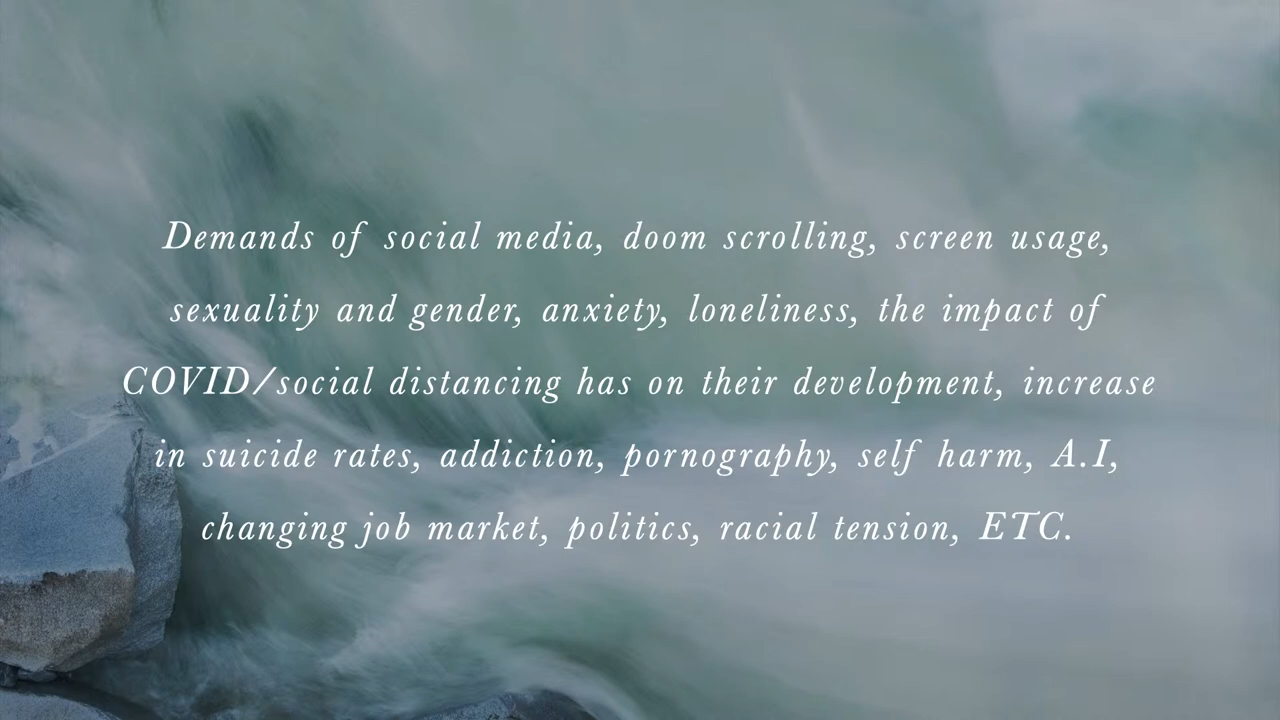 Demands of social media, doom scrolling, screen usage,
sexuality and gender, anxiety, loneliness, the impact of
COVID/social distancing has on their development, increase
in suicide rates, addiction, pornography, self harm, A.I,
changing job market, politics, racial tension, ETC.